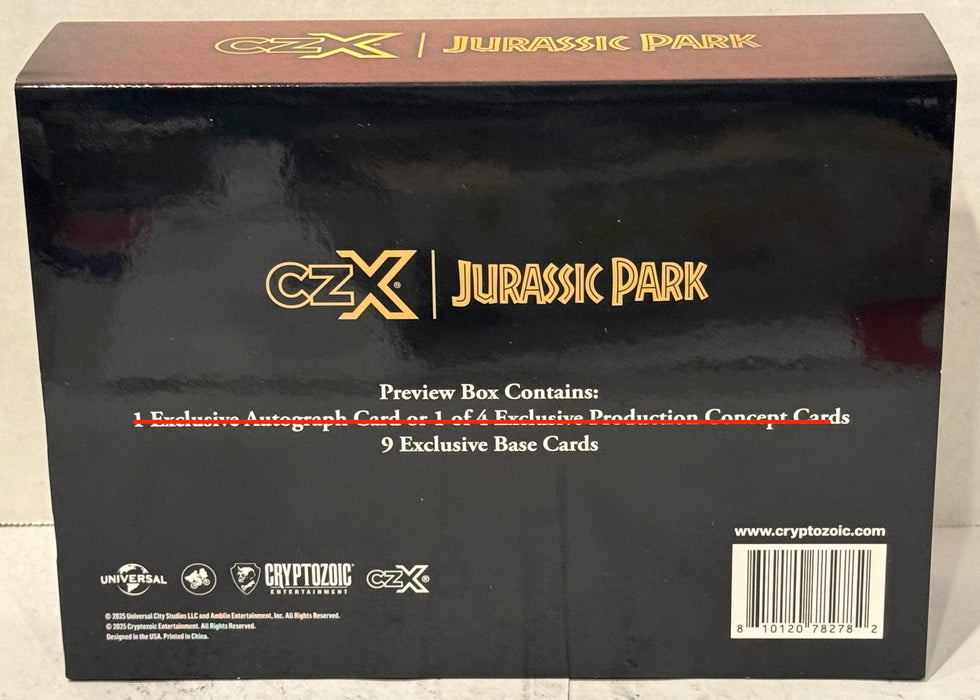 CZX | JURASSIC PARK
CZX® | JURASSIC PARK
Preview Box Contains:
1 Exclusive Autograph Card or 1 of 4 Exclusive Production Concept Cards
9 Exclusive Base Cards
www.cryptozoic.com
UNIVERSAL CRYPTOZOIC ENTERTAINMENT CZX®
© 2025 Universal City Studios LLC and Amblin Entertainment, Inc. All Rights Reserved.
© 2025 Cryptozoic Entertainment. All Rights Reserved.
Designed in the USA. Printed in China.
8 10120 78278 2